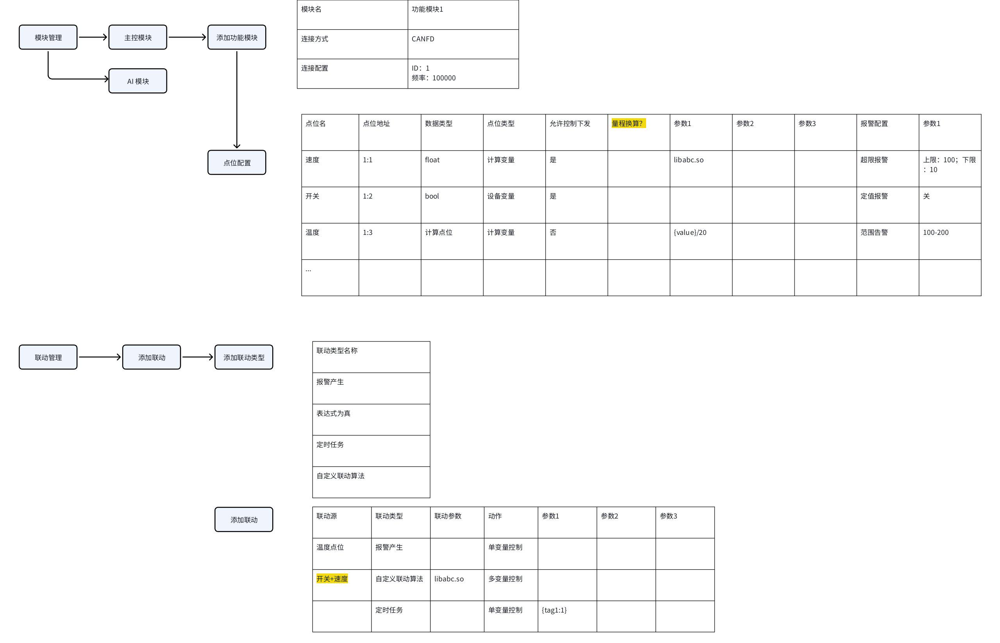 模块管理
主控模块
添加功能模块
AI 模块
点位配置
模块名
功能模块1
连接方式
CANFD
连接配置
ID：1
频率：100000
点位名
点位地址
数据类型
点位类型
允许控制下发
量程换算？
参数1
参数2
参数3
报警配置
参数1
速度
1:1
float
计算变量
是
libabc.so
超限报警
上限：100；下限
：10
开关
1:2
bool
设备变量
是
定值报警
关
温度
1:3
计算点位
计算变量
否
{value}/20
范围告警
100-200
...
联动管理
添加联动
添加联动类型
联动类型名称
报警产生
表达式为真
定时任务
自定义联动算法
添加联动
联动源
联动类型
联动参数
动作
参数1
参数2
参数3
温度点位
报警产生
单变量控制
开关+速度
自定义联动算法
libabc.so
多变量控制
定时任务
单变量控制
{tag1:1}